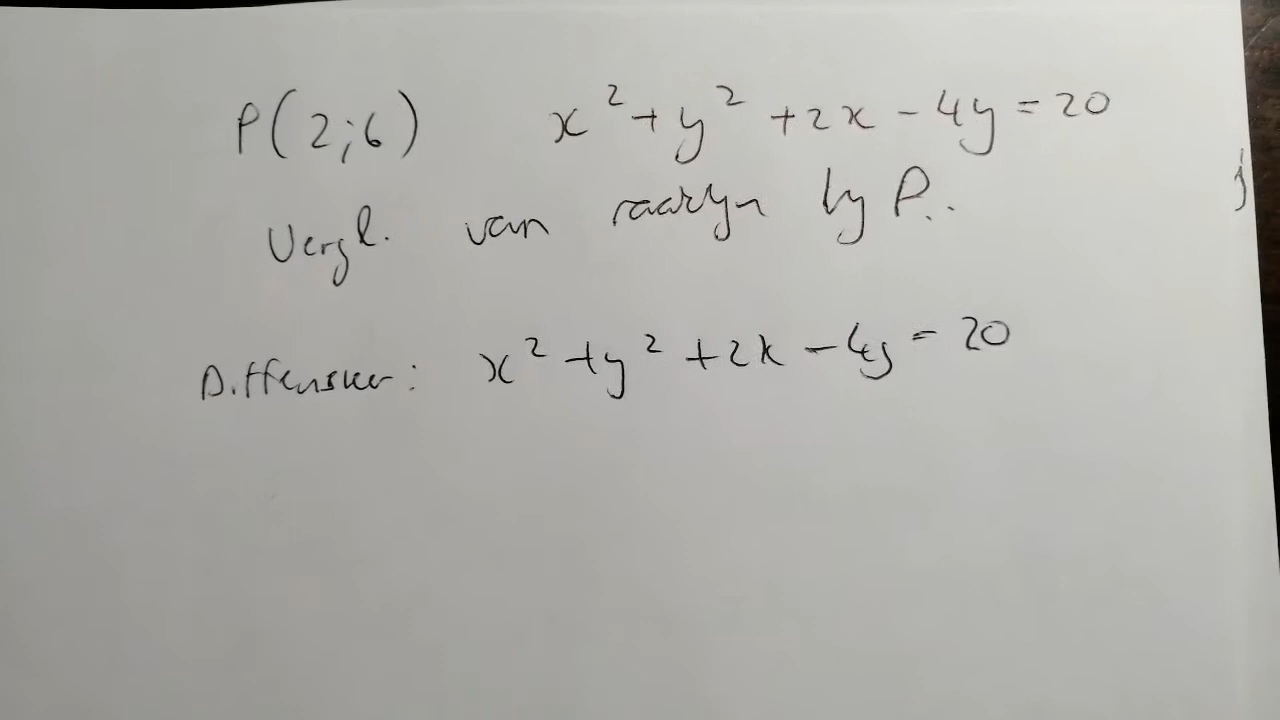 P(2;6) x² + y² + 2x - 4y = 20
Vergl. van raaklyn by P..
Differensieer: x² + y² + 2x - 4y = 20